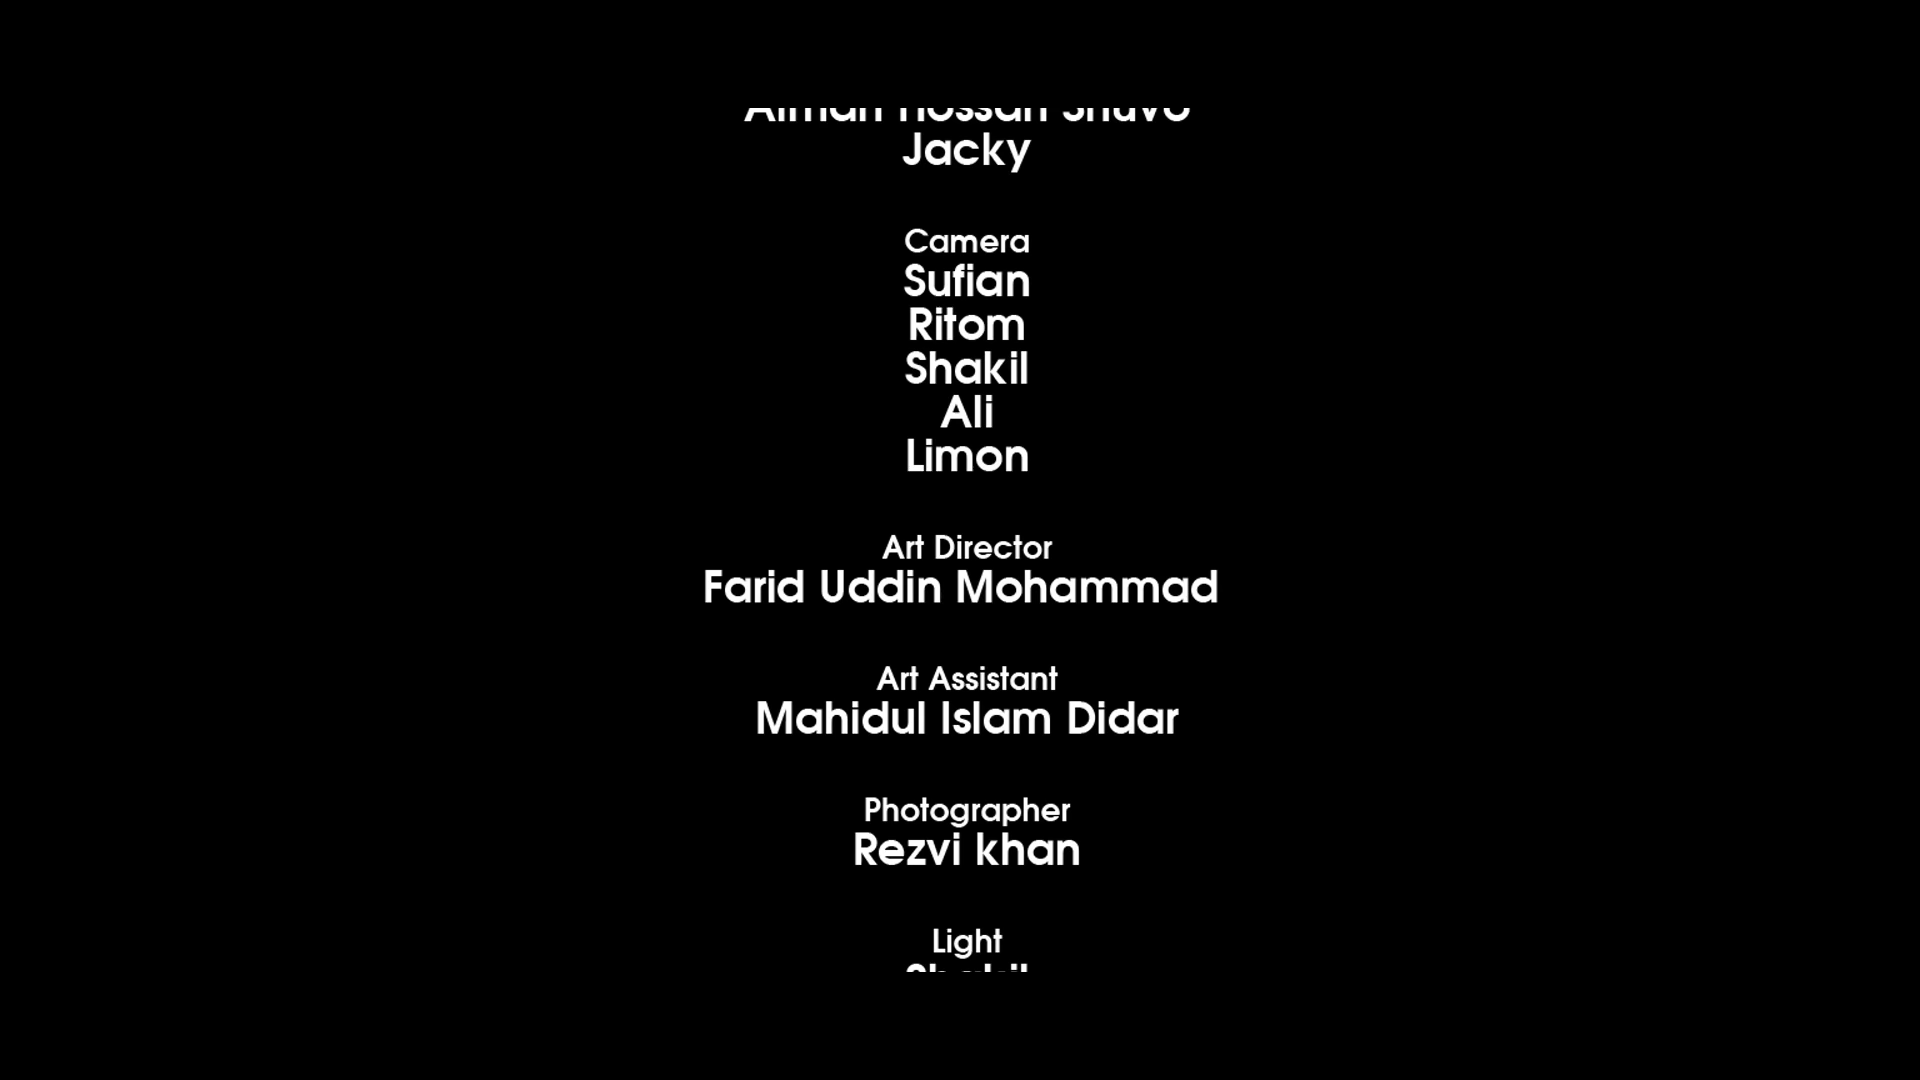 Jacky
Camera
Sufian
Ritom
Shakil
Ali
Limon
Art Director
Farid Uddin Mohammad
Art Assistant
Mahidul Islam Didar
Photographer
Rezvi khan
Light
Shakil